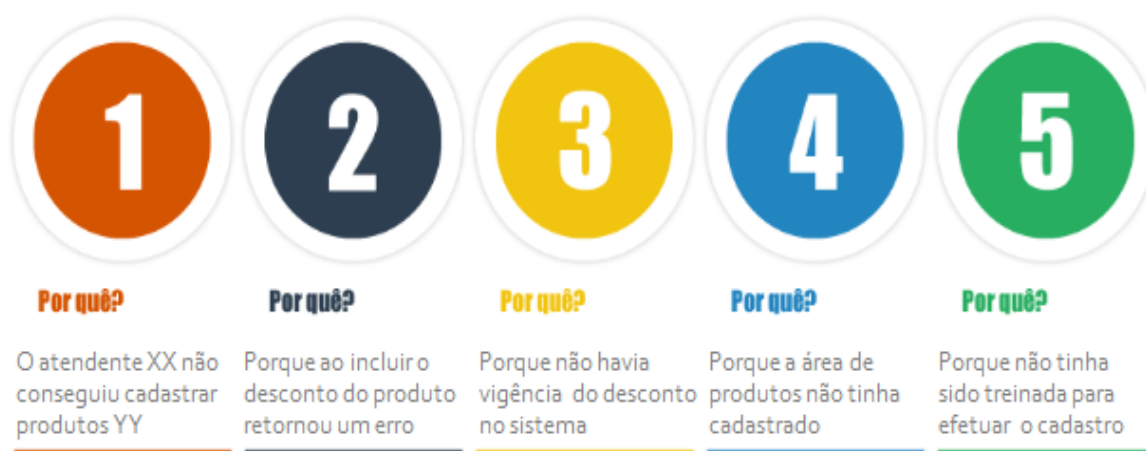 1
2
3
4
5
Por quê?
Por quê?
Por quê?
Por quê?
Por quê?
O atendente XX não
conseguiu cadastrar
produtos YY
Porque ao incluir o
desconto do produto
retornou um erro
Porque não havia
vigência do desconto
no sistema
Porque a área de
produtos não tinha
cadastrado
Porque não tinha
sido treinada para
efetuar o cadastro